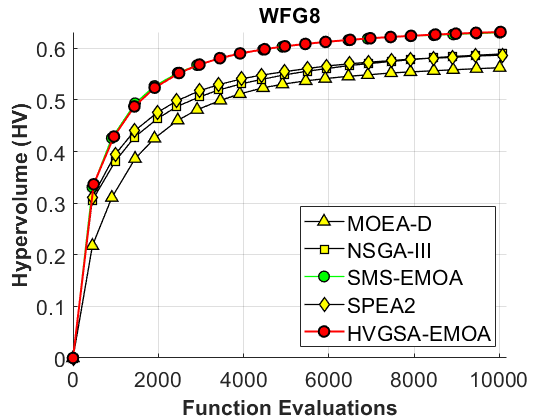 WFG8
Hypervolume (HV)
0.6
0.5
0.4
0.3
0.2
0.1
0
0 2000 4000 6000 8000 10000
Function Evaluations
MOEA-D
NSGA-III
SMS-EMOA
SPEA2
HVGSA-EMOA